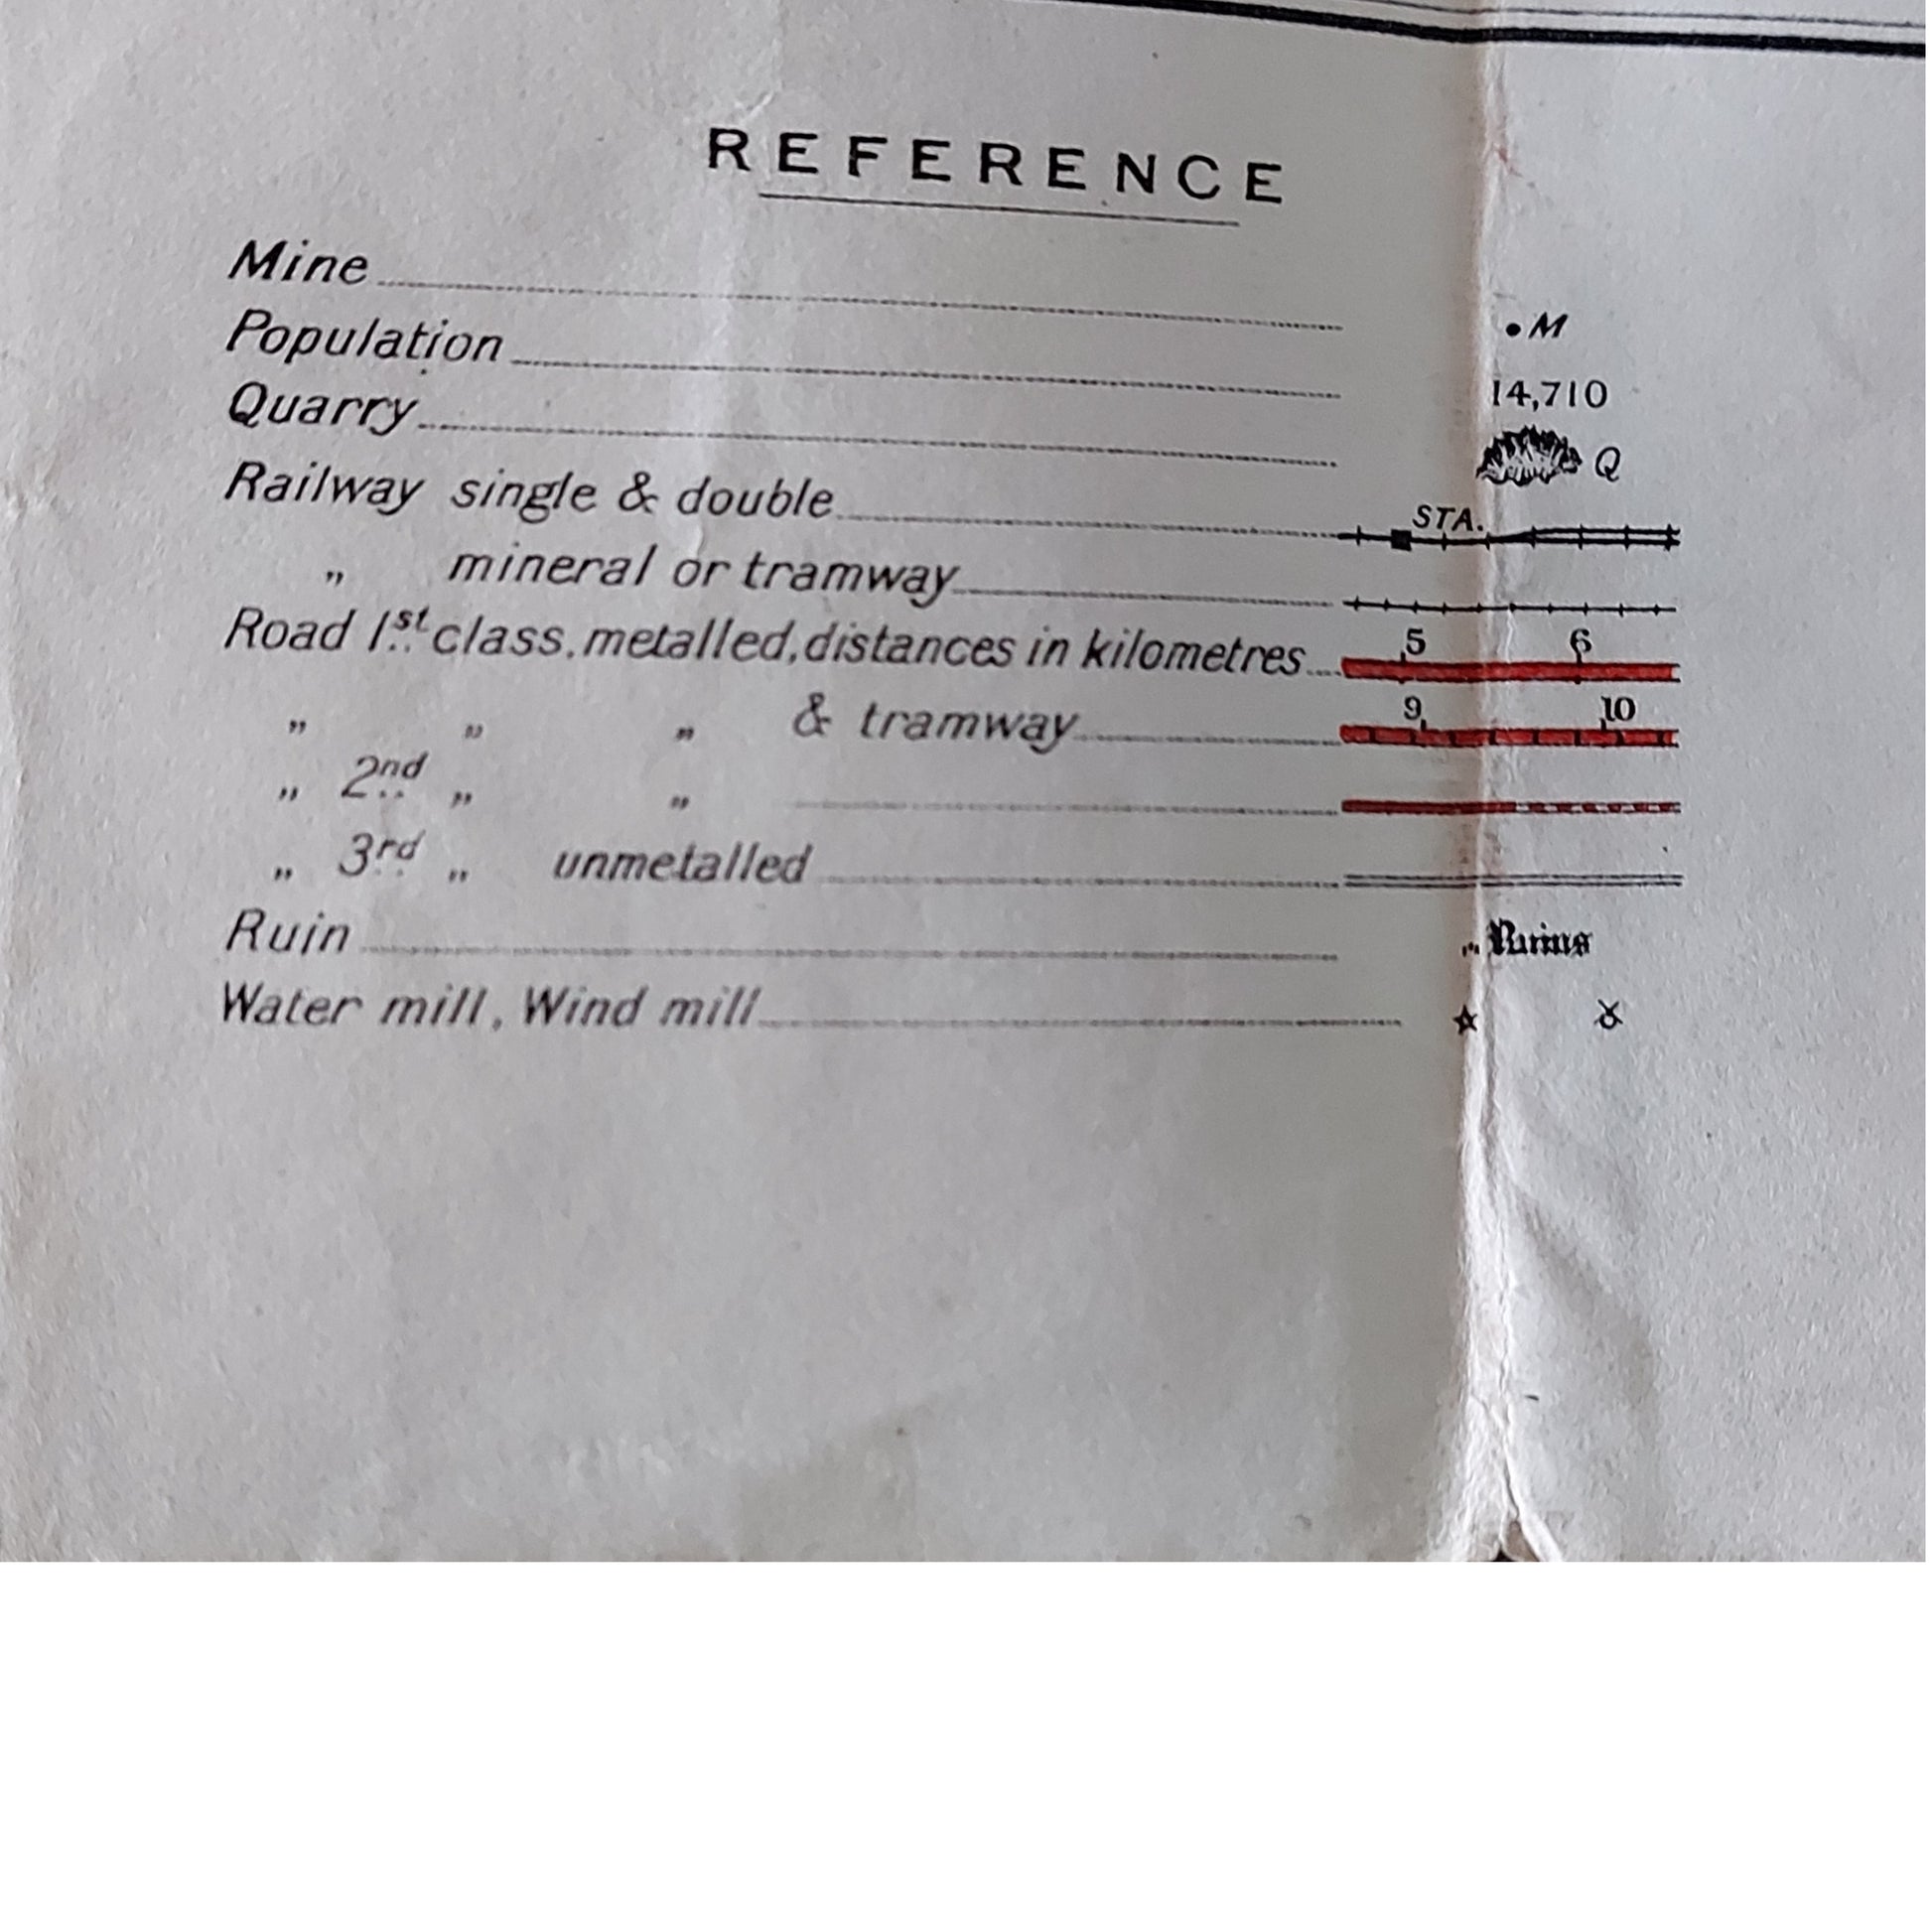 REFERENCE
Mine • M
Population 14,710
Quarry Q
Railway single & double STA.
„ mineral or tramway
Road 1st class, metalled, distances in kilometres 5 6
„ „ „ & tramway 9 10
„ 2nd „ „
„ 3rd „ unmetalled
Ruin Ruins
Water mill, Wind mill